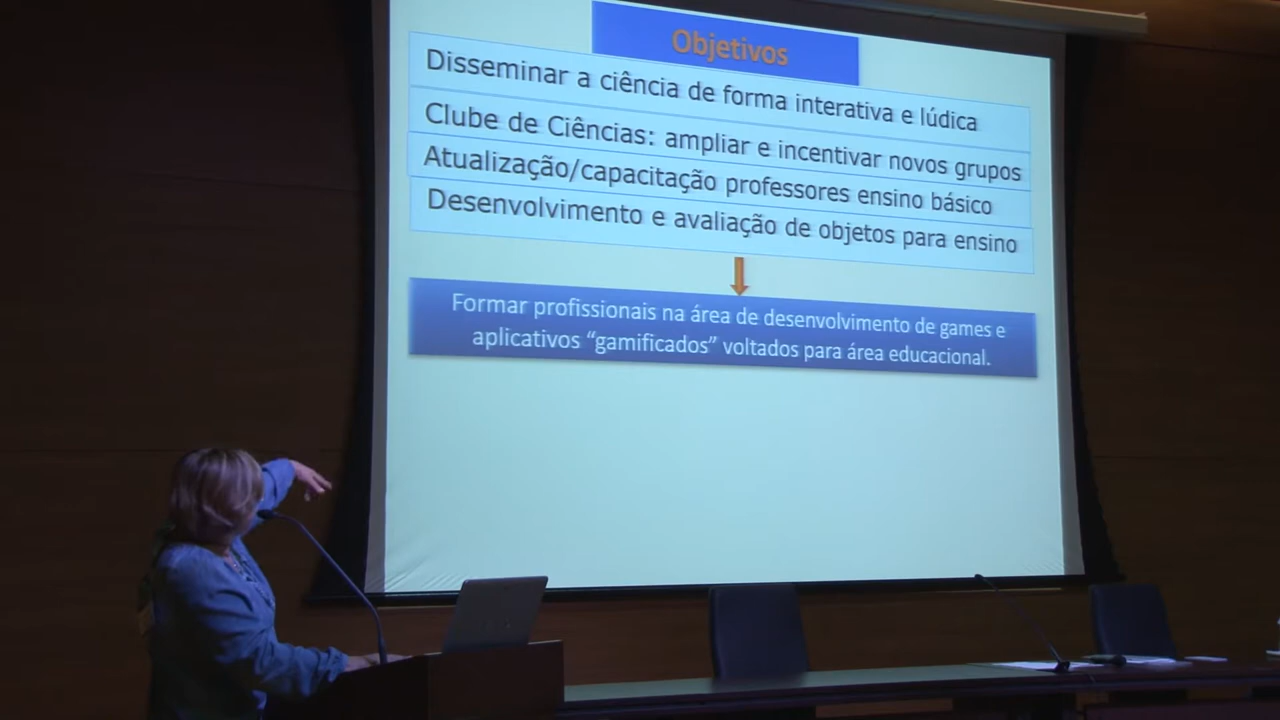 Objetivos
Disseminar a ciência de forma interativa e lúdica
Clube de Ciências: ampliar e incentivar novos grupos
Atualização/capacitação professores ensino básico
Desenvolvimento e avaliação de objetos para ensino
Formar profissionais na área de desenvolvimento de games e
aplicativos “gamificados” voltados para área educacional.